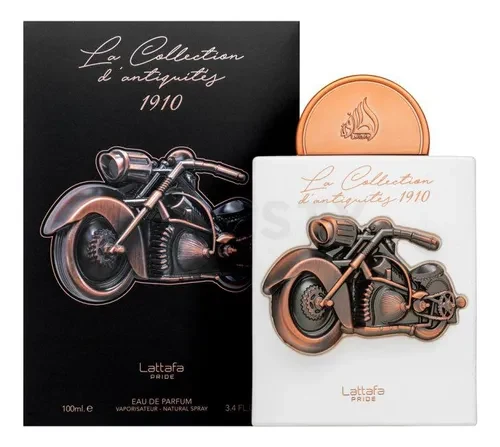 La Collection
d'antiquités
1910
Lattafa
PRIDE
EAU DE PARFUM
100ml. e
VAPORISATEUR - NATURAL SPRAY
3.4 FL.
La Collection
d'antiquités 1910
Lattafa
PRIDE